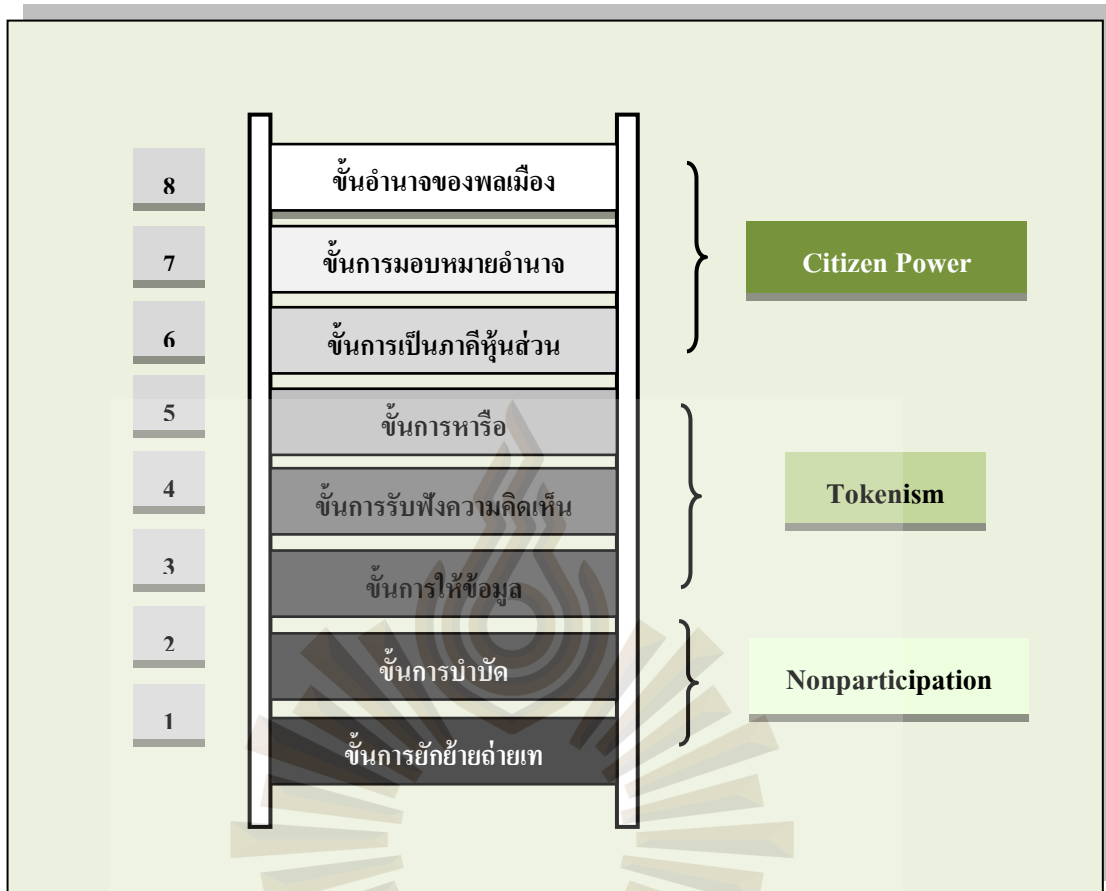 8
ขั้นอำนาจของพลเมือง
7
ขั้นการมอบหมายอำนาจ
Citizen Power
6
ขั้นการเป็นภาคีหุ้นส่วน
5
ขั้นการหารือ
4
ขั้นการรับฟังความคิดเห็น
Tokenism
3
ขั้นการให้ข้อมูล
2
ขั้นการบำบัด
Nonparticipation
1
ขั้นการยักย้ายถ่ายเท